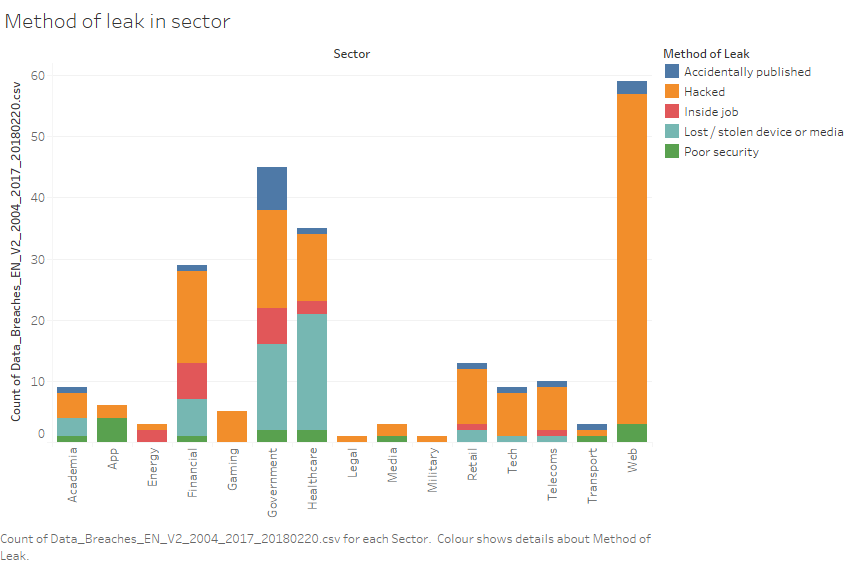 Method of leak in sector
Sector
Method of Leak
Accidentally published
Hacked
Inside job
Lost / stolen device or media
Poor security
Count of Data_Breaches_EN_V2_2004_2017_20180220.csv
60
50
40
30
20
10
0
Academia
App
Energy
Financial
Gaming
Government
Healthcare
Legal
Media
Military
Retail
Tech
Telecoms
Transport
Web
Count of Data_Breaches_EN_V2_2004_2017_20180220.csv for each Sector. Colour shows details about Method of
Leak.